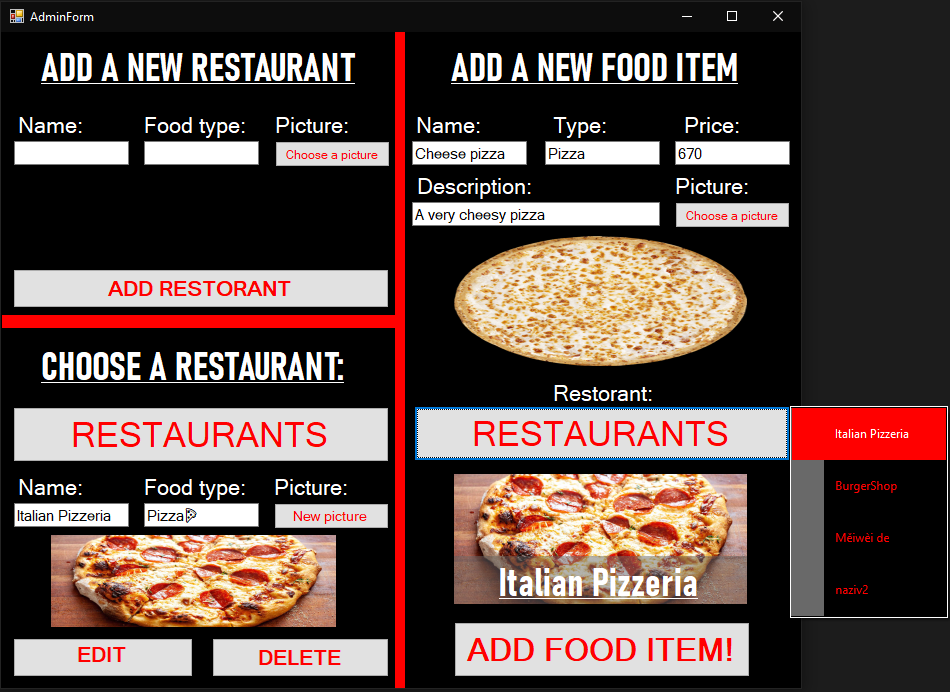 AdminForm
ADD A NEW RESTAURANT
Name: Food type: Picture:
Choose a picture
ADD RESTORANT
CHOOSE A RESTAURANT:
RESTAURANTS
Name: Food type: Picture:
Italian Pizzeria Pizza🍕 New picture
EDIT DELETE
ADD A NEW FOOD ITEM
Name: Type: Price:
Cheese pizza Pizza 670
Description: Picture:
A very cheesy pizza Choose a picture
Restorant:
RESTAURANTS
Italian Pizzeria
ADD FOOD ITEM!
Italian Pizzeria
BurgerShop
Měiwèi de
naziv2